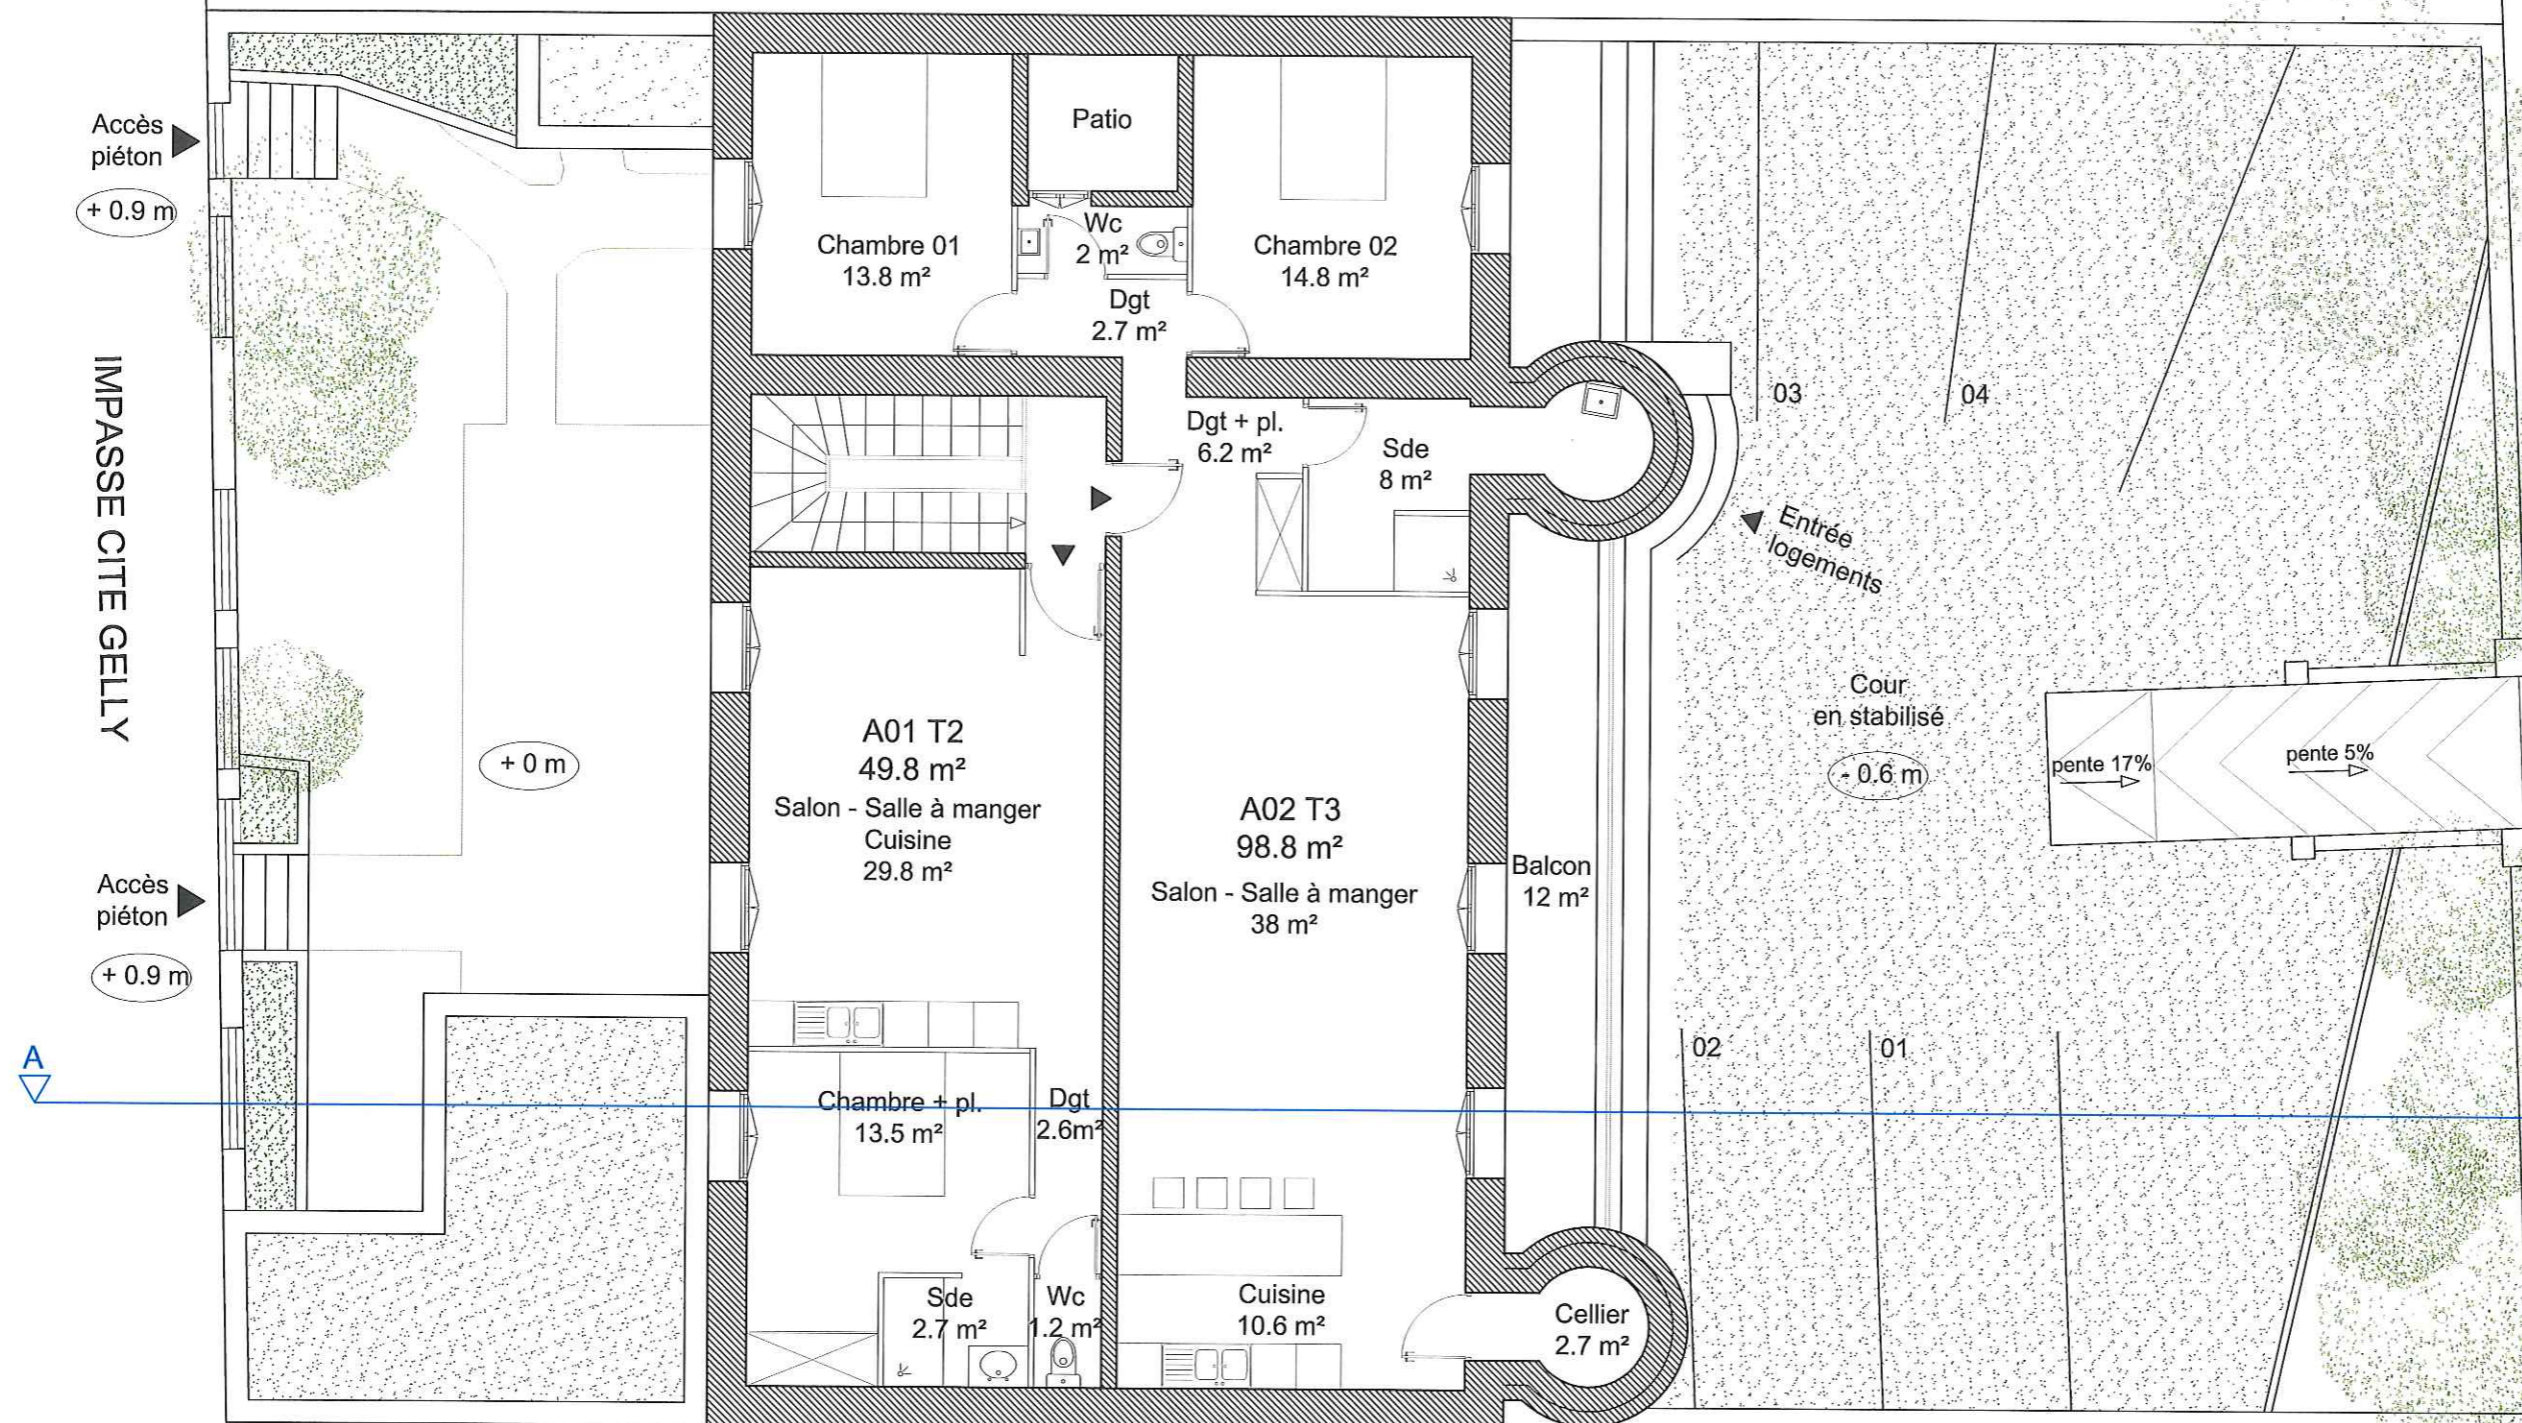 Accès
piéton
+ 0.9 m
IMPASSE CITE GELLY
Accès
piéton
+ 0.9 m
A
+ 0 m
Chambre 01
13.8 m²
Patio
Wc
2 m²
Dgt
2.7 m²
Chambre 02
14.8 m²
Dgt + pl.
6.2 m²
Sde
8 m²
A01 T2
49.8 m²
Salon - Salle à manger
Cuisine
29.8 m²
Chambre + pl.
13.5 m²
Dgt
2.6m²
Sde
2.7 m²
Wc
1.2 m²
A02 T3
98.8 m²
Salon - Salle à manger
38 m²
Cuisine
10.6 m²
Cellier
2.7 m²
Balcon
12 m²
03
04
Entrée
logements
Cour
en stabilisé
- 0.6 m
pente 17%
pente 5%
02
01